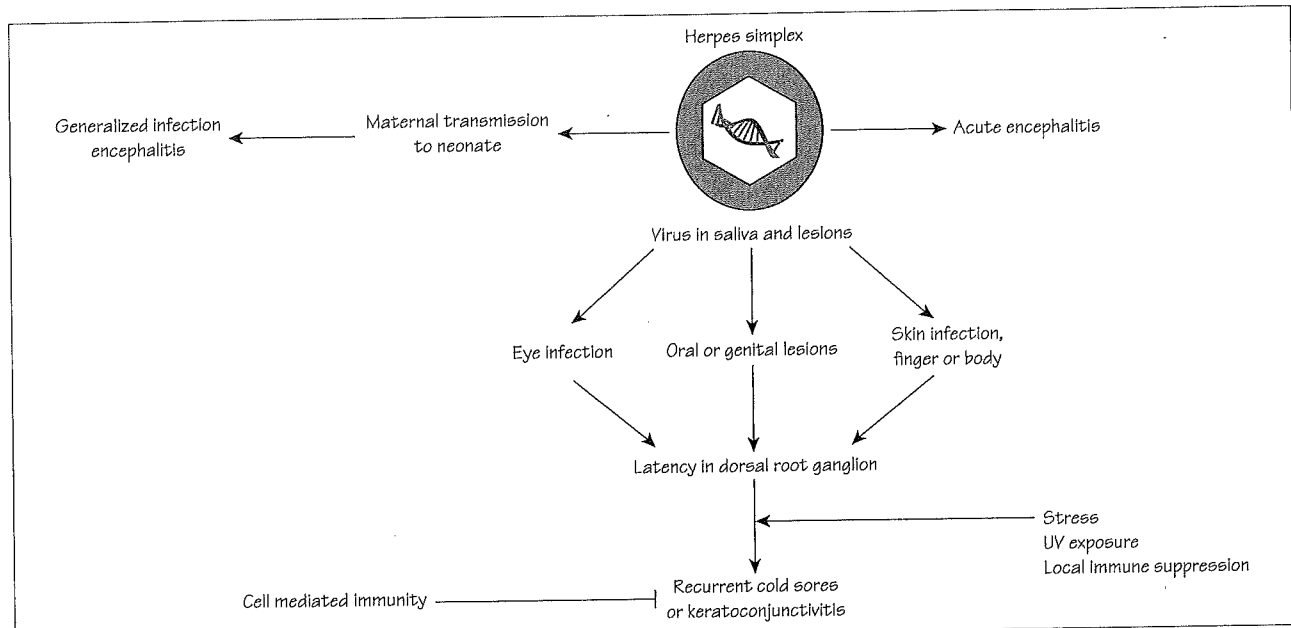 Herpes simplex
Generalized infection
encephalitis
Maternal transmission
to neonate
Acute encephalitis
Virus in saliva and lesions
Eye infection
Oral or genital lesions
Skin infection,
finger or body
Latency in dorsal root ganglion
Stress
UV exposure
Local immune suppression
Cell mediated immunity
Recurrent cold sores
or keratoconjunctivitis